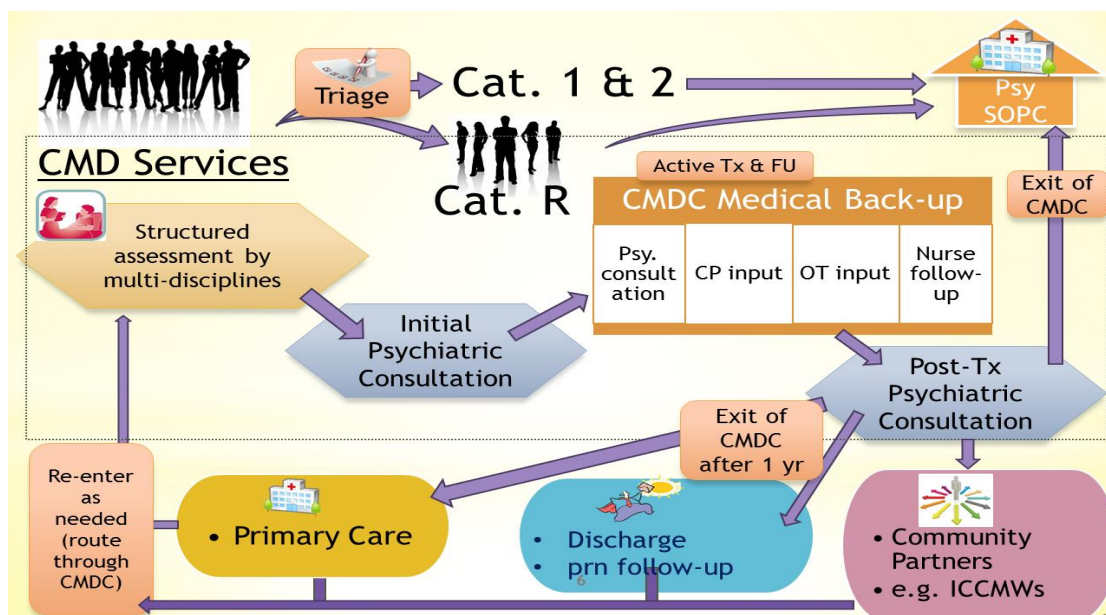 Triage
Cat. 1 & 2
Psy
SOPC
CMD Services
Cat. R
Active Tx & FU
CMDC Medical Back-up
Psy.
consult
ation
CP input
OT input
Nurse
follow-
up
Exit of
CMDC
Structured
assessment by
multi-disciplines
Initial
Psychiatric
Consultation
Post-Tx
Psychiatric
Consultation
Exit of
CMDC
after 1 yr
Re-enter
as
needed
(route
through
CMDC)
• Primary Care
• Discharge
• prn follow-up
6
• Community
Partners
• e.g. ICCMWs